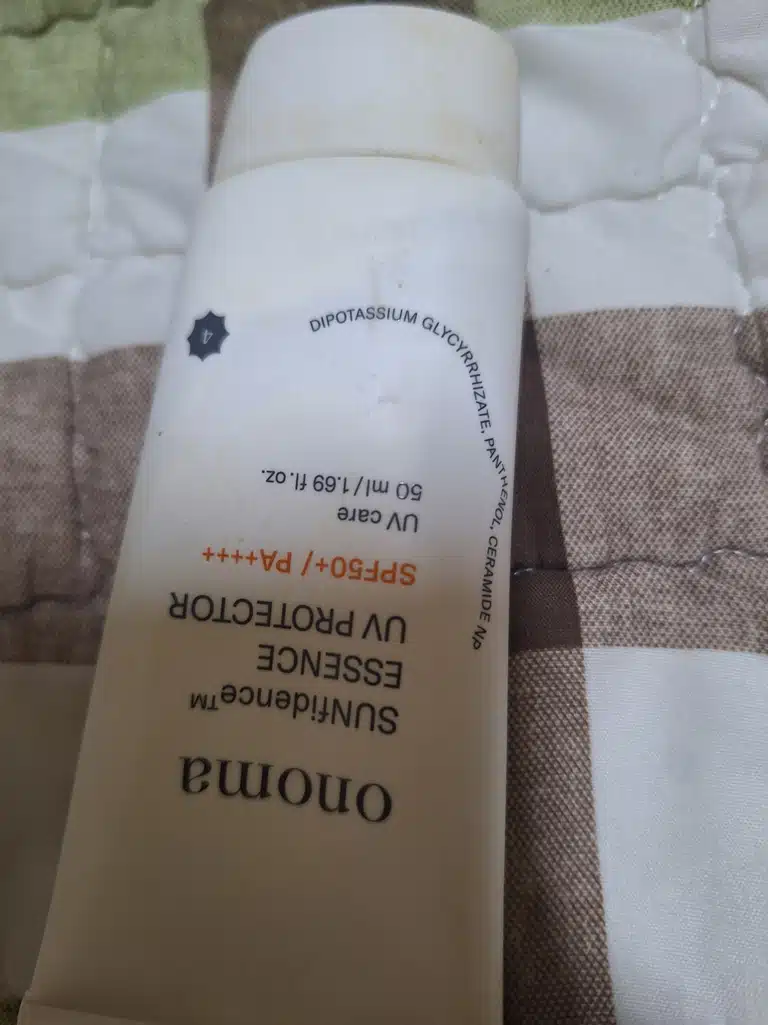 onoma
SUNfidence™
ESSENCE
UV PROTECTOR
SPF50+/ PA++++
UV care
50 ml/1.69 fl. oz.
DIPOTASSIUM GLYCYRRHIZATE, PANTHENOL, CERAMIDE NP
4